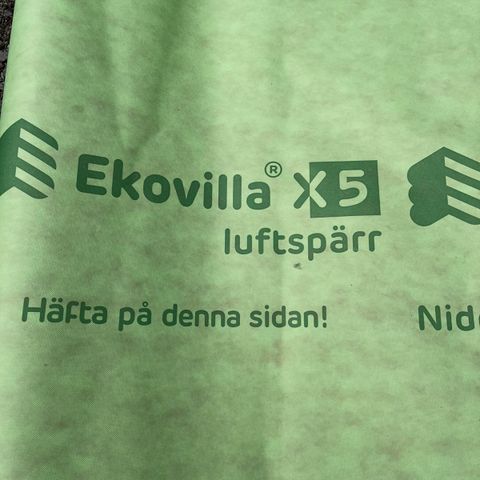 Ekovilla® X5
luftspärr
Häfta på denna sidan!